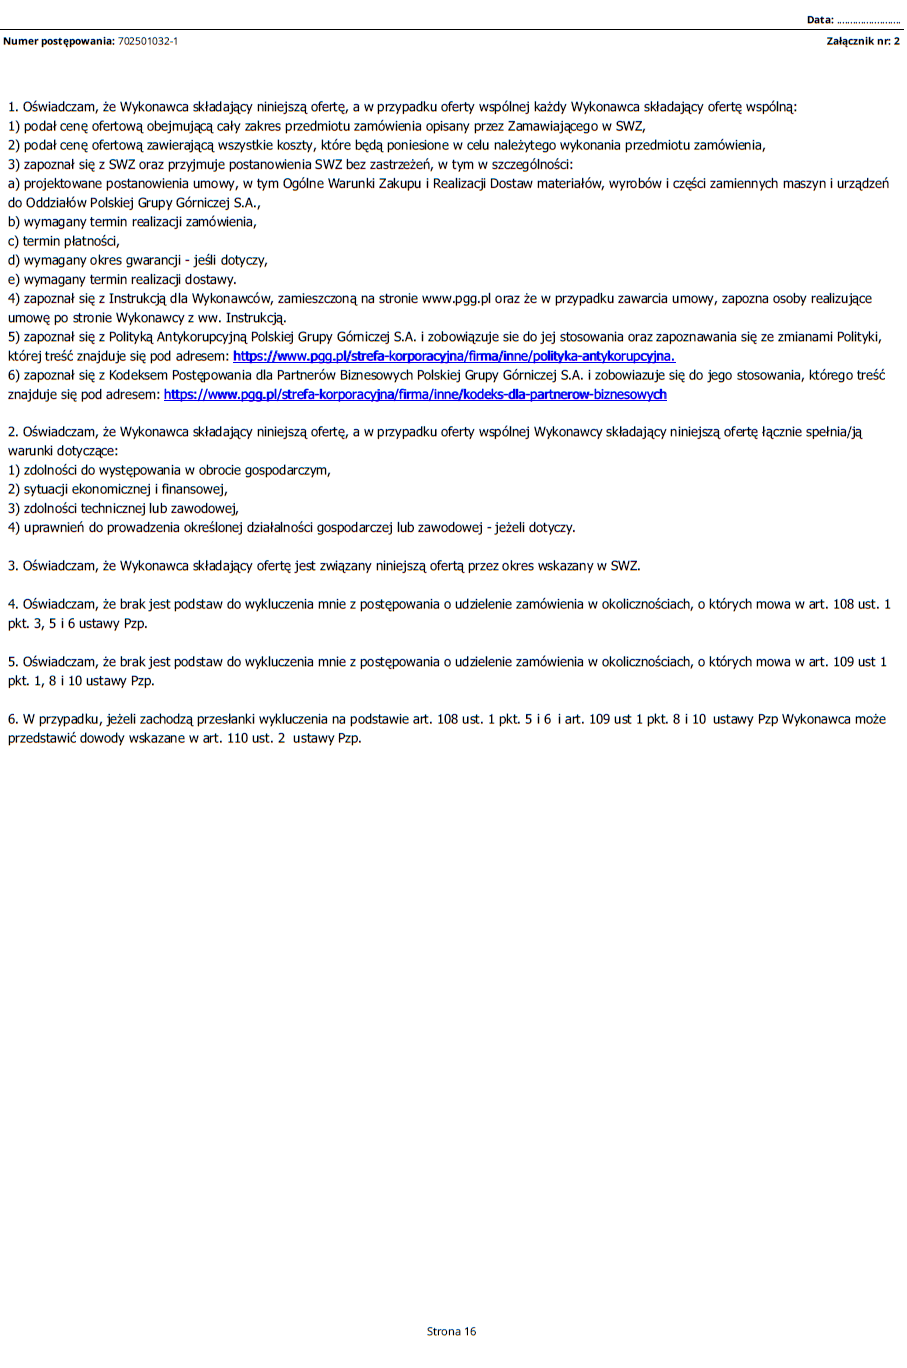 Data: ........................
Numer postępowania: 702501032-1
Załącznik nr: 2
1. Oświadczam, że Wykonawca składający niniejszą ofertę, a w przypadku oferty wspólnej każdy Wykonawca składający ofertę wspólną:
1) podał cenę ofertową obejmującą cały zakres przedmiotu zamówienia opisany przez Zamawiającego w SWZ,
2) podał cenę ofertową zawierającą wszystkie koszty, które będą poniesione w celu należytego wykonania przedmiotu zamówienia,
3) zapoznał się z SWZ oraz przyjmuje postanowienia SWZ bez zastrzeżeń, w tym w szczególności:
a) projektowane postanowienia umowy, w tym Ogólne Warunki Zakupu i Realizacji Dostaw materiałów, wyrobów i części zamiennych maszyn i urządzeń
do Oddziałów Polskiej Grupy Górniczej S.A.,
b) wymagany termin realizacji zamówienia,
c) termin płatności,
d) wymagany okres gwarancji - jeśli dotyczy,
e) wymagany termin realizacji dostawy.
4) zapoznał się z Instrukcją dla Wykonawców, zamieszczoną na stronie www.pgg.pl oraz że w przypadku zawarcia umowy, zapozna osoby realizujące
umowę po stronie Wykonawcy z ww. Instrukcją.
5) zapoznał się z Polityką Antykorupcyjną Polskiej Grupy Górniczej S.A. i zobowiązuje sie do jej stosowania oraz zapoznawania się ze zmianami Polityki,
której treść znajduje się pod adresem: https://www.pgg.pl/strefa-korporacyjna/firma/inne/polityka-antykorupcyjna.
6) zapoznał się z Kodeksem Postępowania dla Partnerów Biznesowych Polskiej Grupy Górniczej S.A. i zobowiazuje się do jego stosowania, którego treść
znajduje się pod adresem: https://www.pgg.pl/strefa-korporacyjna/firma/inne/kodeks-dla-partnerow-biznesowych
2. Oświadczam, że Wykonawca składający niniejszą ofertę, a w przypadku oferty wspólnej Wykonawcy składający niniejszą ofertę łącznie spełnia/ją
warunki dotyczące:
1) zdolności do występowania w obrocie gospodarczym,
2) sytuacji ekonomicznej i finansowej,
3) zdolności technicznej lub zawodowej,
4) uprawnień do prowadzenia określonej działalności gospodarczej lub zawodowej - jeżeli dotyczy.
3. Oświadczam, że Wykonawca składający ofertę jest związany niniejszą ofertą przez okres wskazany w SWZ.
4. Oświadczam, że brak jest podstaw do wykluczenia mnie z postępowania o udzielenie zamówienia w okolicznościach, o których mowa w art. 108 ust. 1
pkt. 3, 5 i 6 ustawy Pzp.
5. Oświadczam, że brak jest podstaw do wykluczenia mnie z postępowania o udzielenie zamówienia w okolicznościach, o których mowa w art. 109 ust 1
pkt. 1, 8 i 10 ustawy Pzp.
6. W przypadku, jeżeli zachodzą przesłanki wykluczenia na podstawie art. 108 ust. 1 pkt. 5 i 6 i art. 109 ust 1 pkt. 8 i 10 ustawy Pzp Wykonawca może
przedstawić dowody wskazane w art. 110 ust. 2 ustawy Pzp.
Strona 16